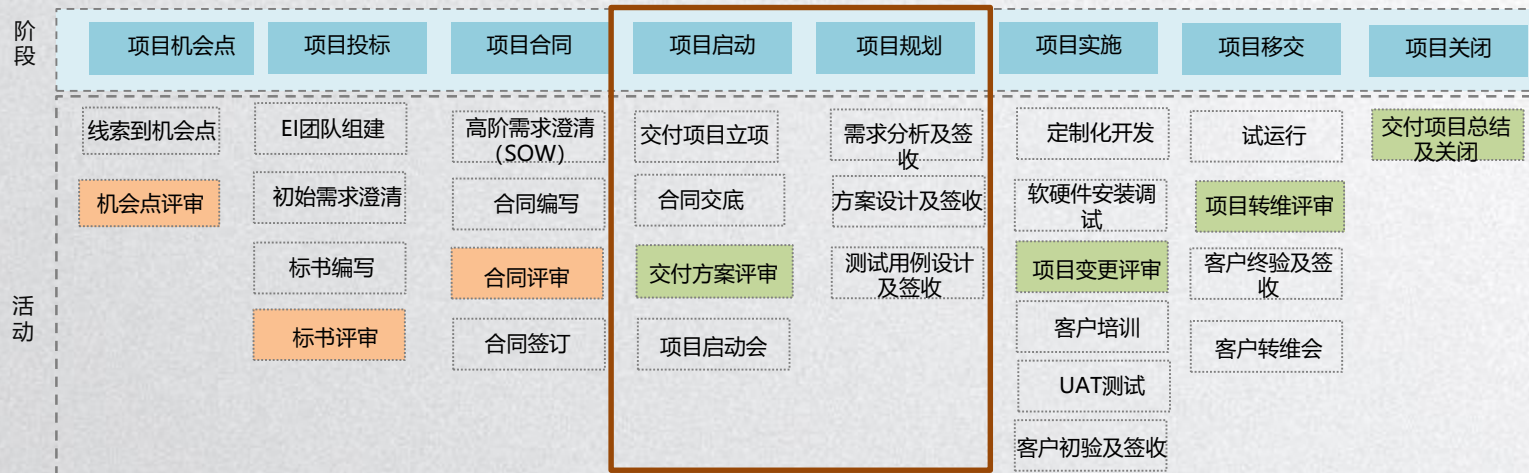 阶
段
项目机会点
项目投标
项目合同
项目启动
项目规划
项目实施
项目移交
项目关闭
活
动
线索到机会点
机会点评审
EI团队组建
初始需求澄清
标书编写
标书评审
高阶需求澄清
（SOW）
合同编写
合同评审
合同签订
交付项目立项
合同交底
交付方案评审
项目启动会
需求分析及签
收
方案设计及签收
测试用例设计
及签收
定制化开发
软硬件安装调
试
项目变更评审
客户培训
UAT测试
客户初验及签收
试运行
项目转维评审
客户终验及签
收
客户转维会
交付项目总结
及关闭